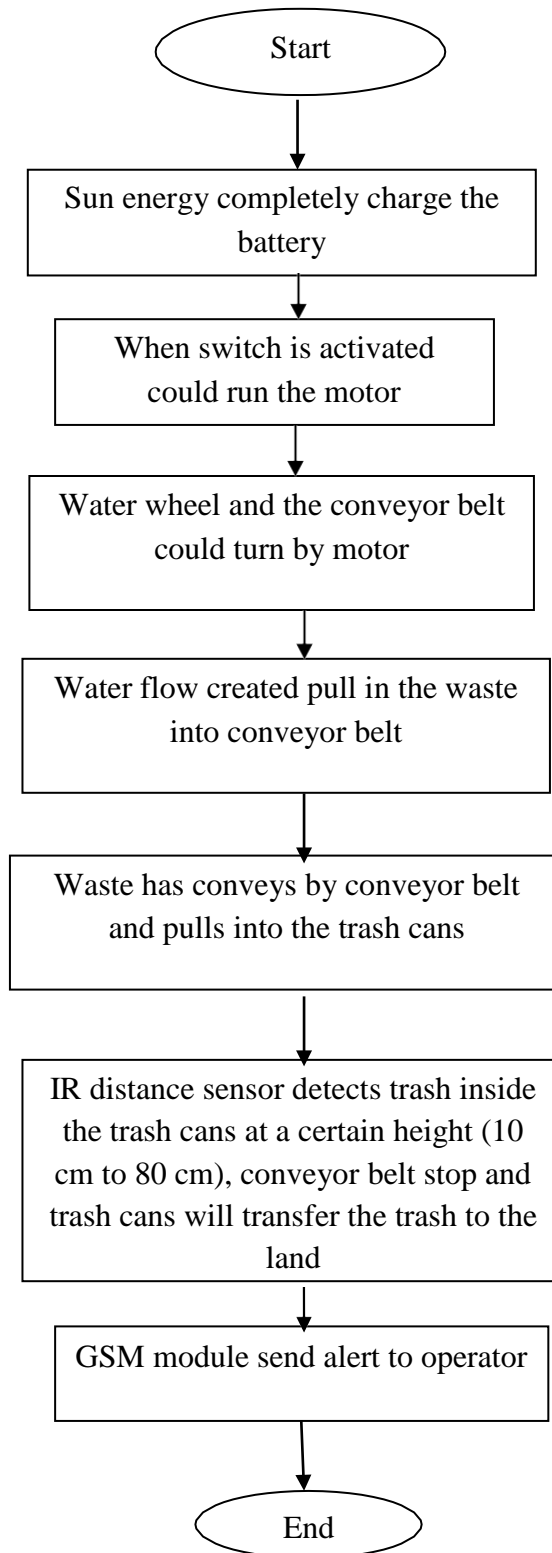 Start
Sun energy completely charge the
battery
When switch is activated
could run the motor
Water wheel and the conveyor belt
could turn by motor
Water flow created pull in the waste
into conveyor belt
Waste has conveys by conveyor belt
and pulls into the trash cans
IR distance sensor detects trash inside
the trash cans at a certain height (10
cm to 80 cm), conveyor belt stop and
trash cans will transfer the trash to the
land
GSM module send alert to operator
End